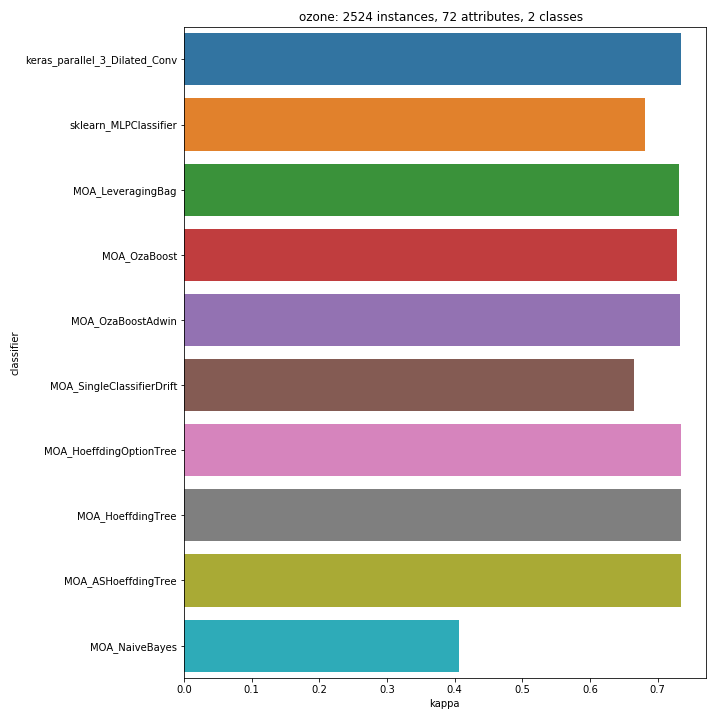 ozone: 2524 instances, 72 attributes, 2 classes
keras_parallel_3_Dilated_Conv
sklearn_MLPClassifier
MOA_LeveragingBag
MOA_OzaBoost
MOA_OzaBoostAdwin
classifier
MOA_SingleClassifierDrift
MOA_HoeffdingOptionTree
MOA_HoeffdingTree
MOA_ASHoeffdingTree
MOA_NaiveBayes
0.0 0.1 0.2 0.3 0.4 0.5 0.6 0.7
kappa